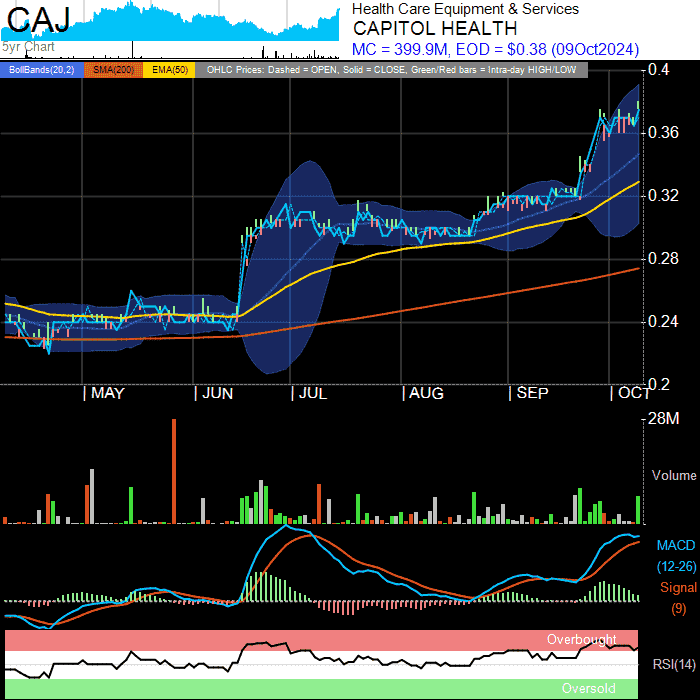 CAJ
5yr Chart
Health Care Equipment & Services
CAPITOL HEALTH
MC = 399.9M, EOD = $0.38 (09Oct2024)
BollBands(20,2) SMA(200) EMA(50) OHLC Prices: Dashed = OPEN, Solid = CLOSE, Green/Red bars = Intra-day HIGH/LOW
0.4
0.36
0.32
0.28
0.24
0.2
| MAY | JUN | JUL | AUG | SEP | OCT
28M
Volume
MACD
(12-26)
Signal
(9)
Overbought
RSI(14)
Oversold